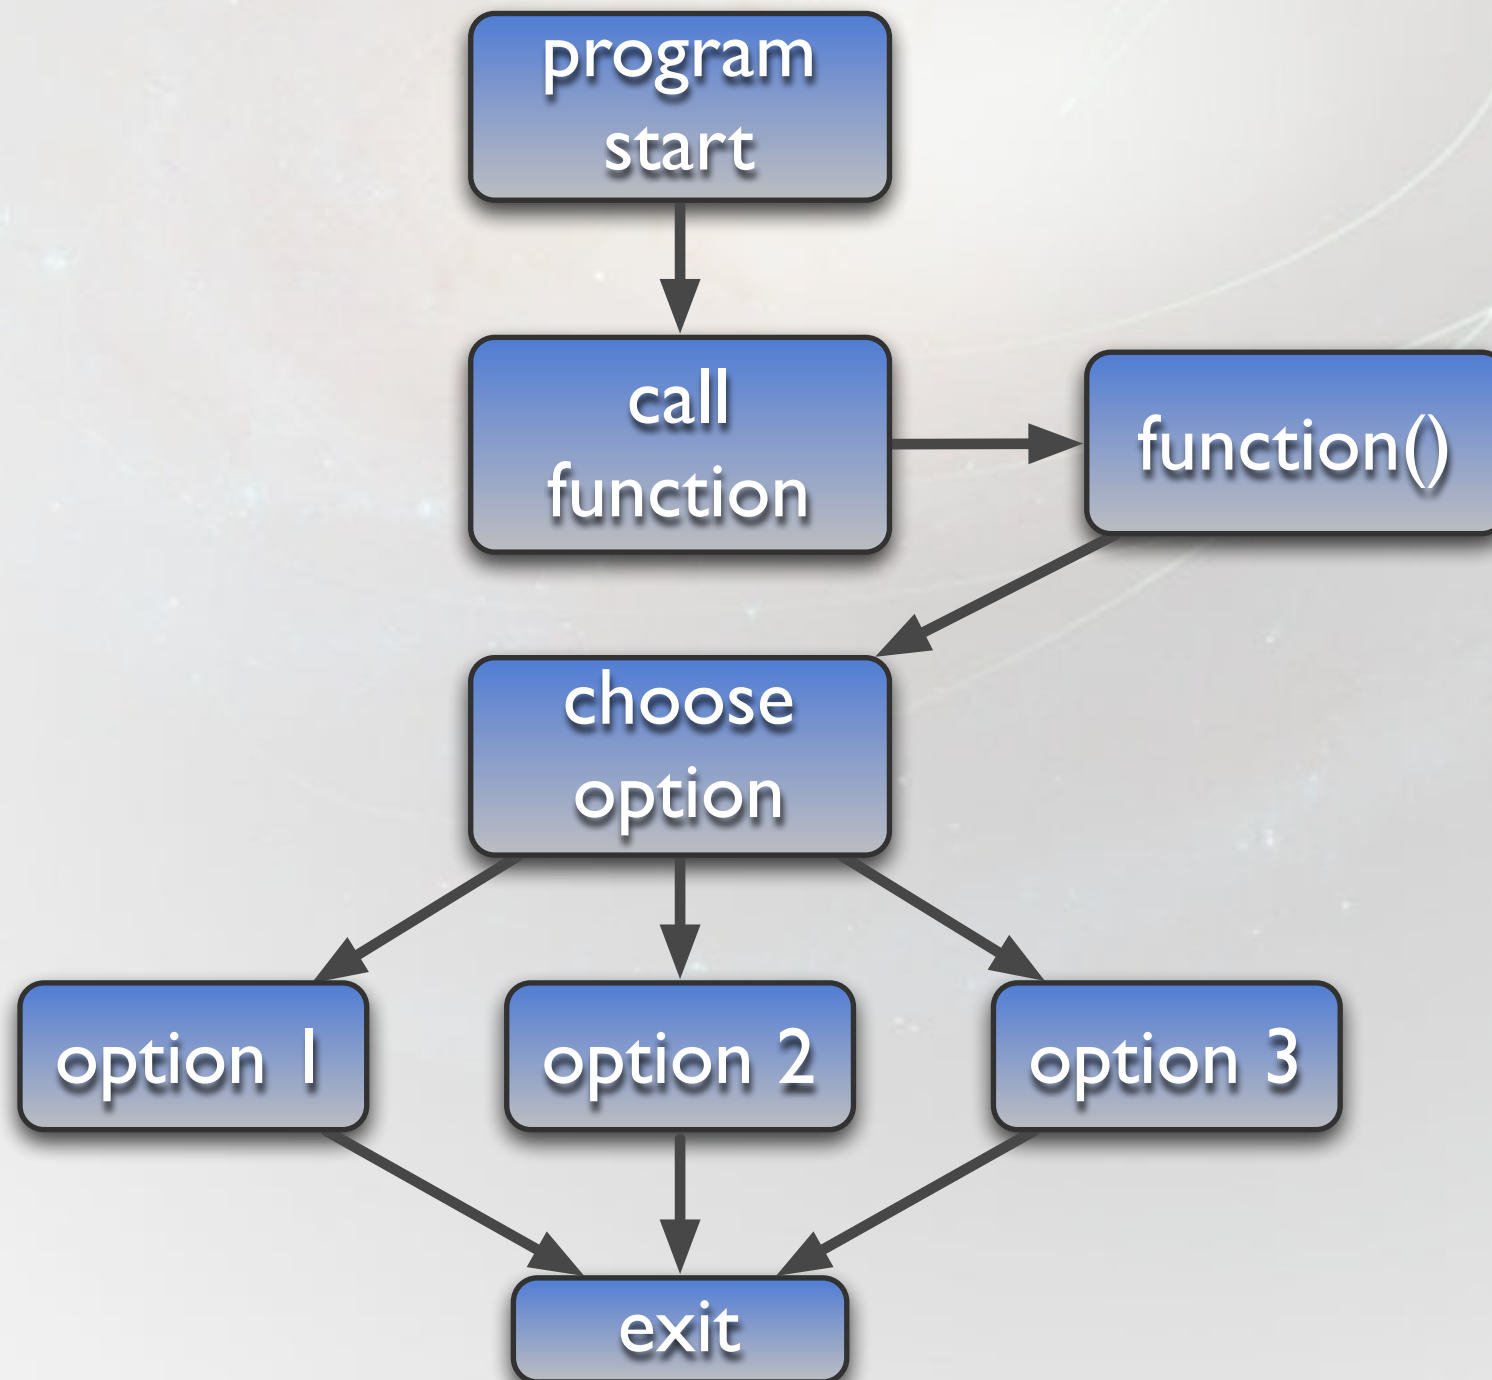 program
start
call
function
function()
choose
option
option 1
option 2
option 3
exit